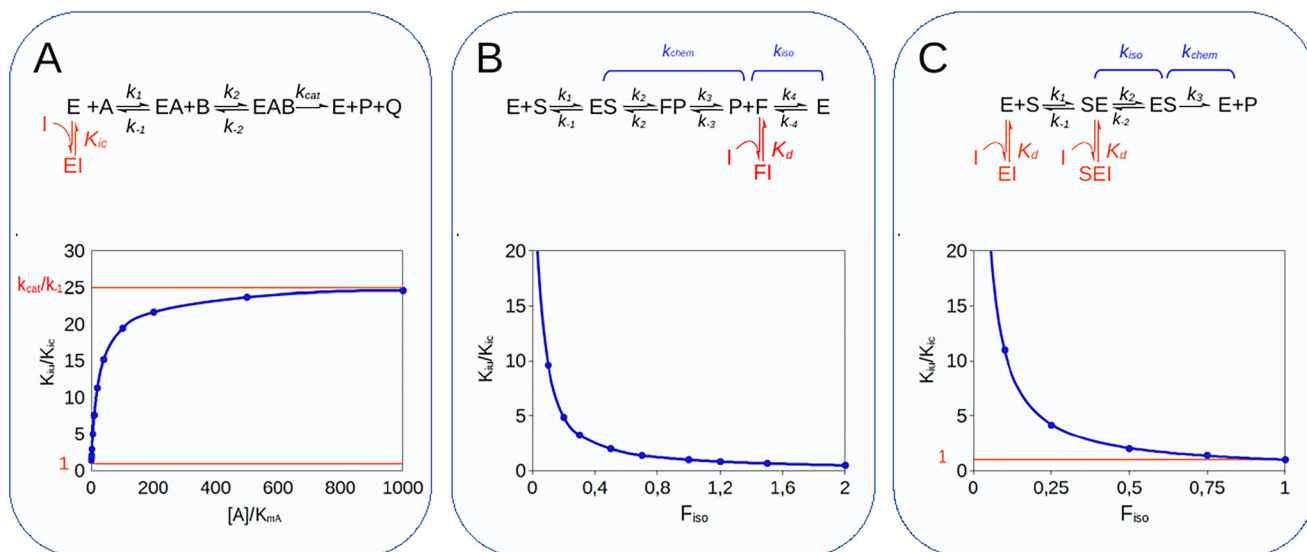 A
k1 k2 kcat
E +A EA+B EAB E+P+Q
k-1 k-2
I Kic
EI
30
kcat/k-1
25
20
15
10
5
1
0
Kiu/Kic
0 200 400 600 800 1000
[A]/KmA
B
kchem kiso
k1 k2 k3 k4
E+S ES FP P+F E
k-1 k2 k-3 k-4
I Kd
FI
20
15
10
5
0
Kiu/Kic
0 0,4 0,8 1,2 1,6 2
Fiso
C
kiso kchem
k1 k2 k3
E+S SE ES E+P
k-1 k-2
I Kd I Kd
EI SEI
20
15
10
5
1
0
Kiu/Kic
0 0,25 0,5 0,75 1
Fiso